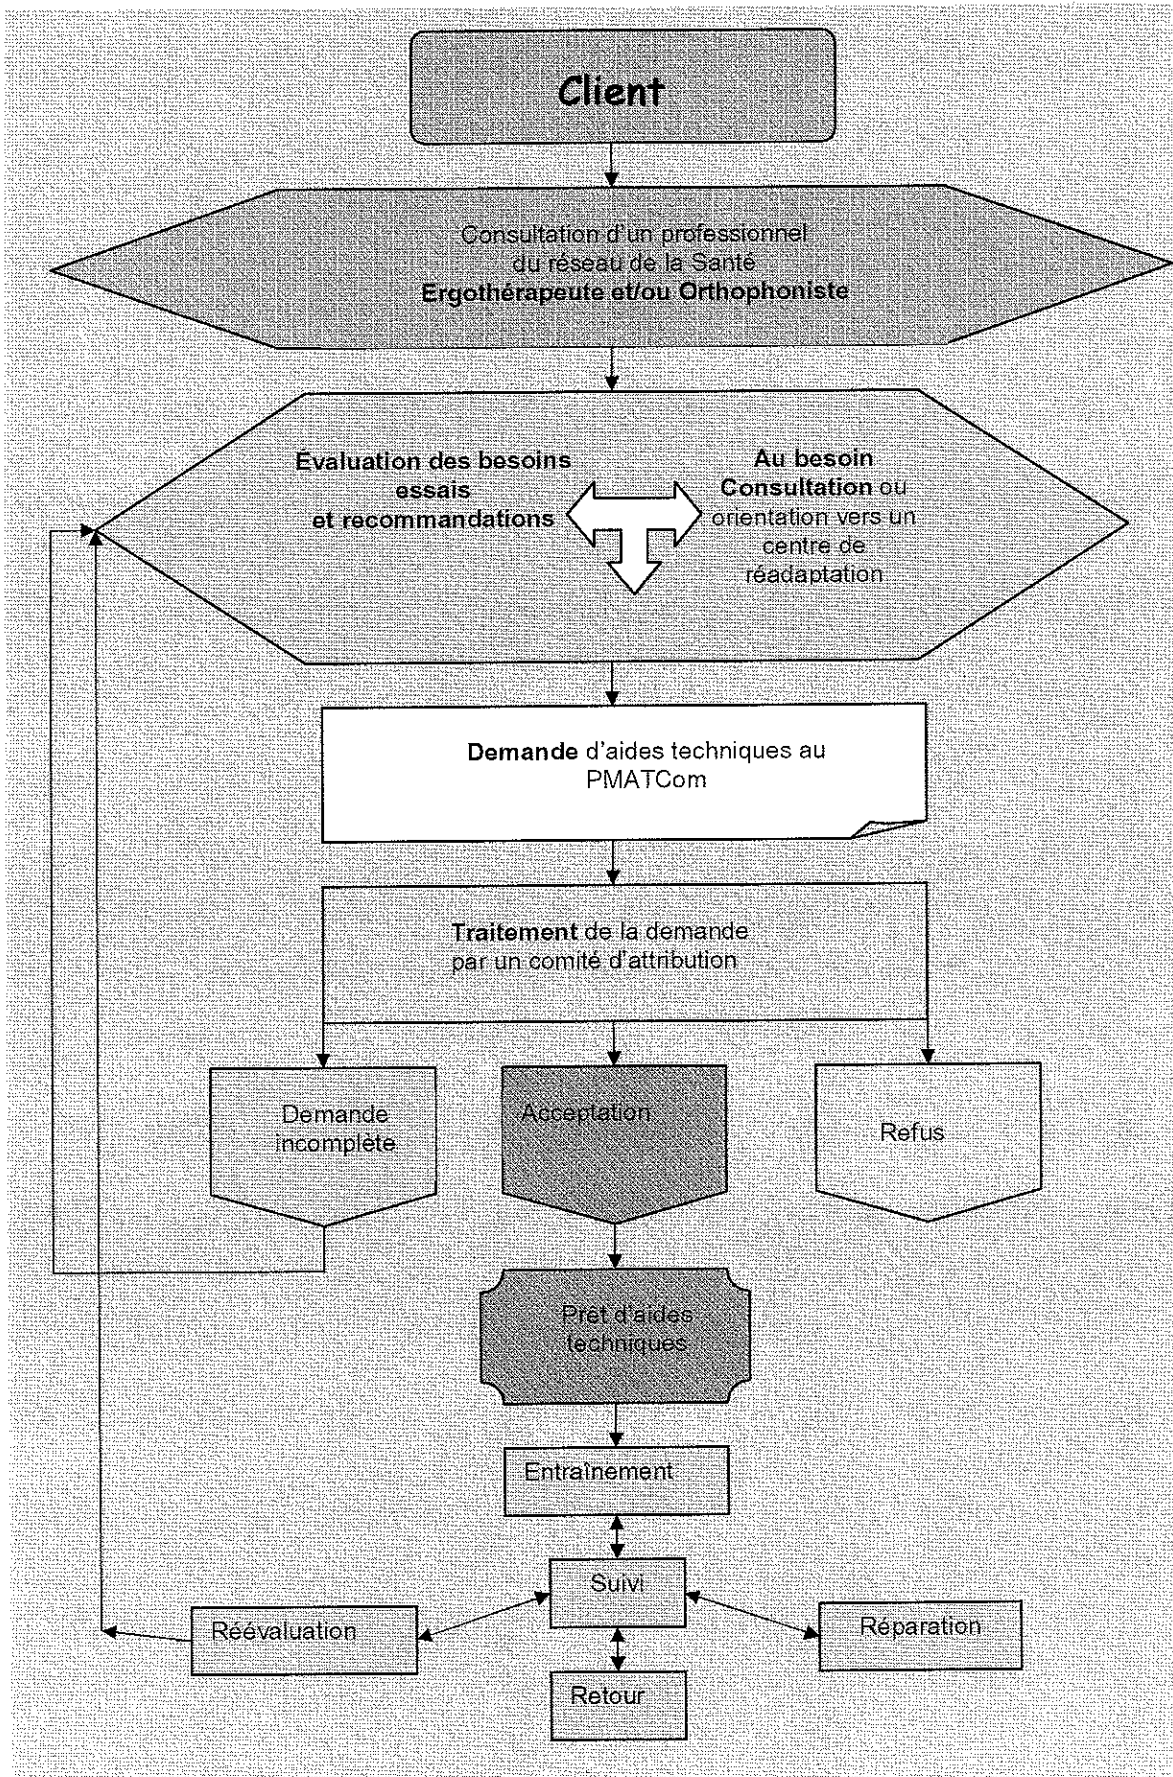 Client
Consultation d'un professionnel
du réseau de la Santé
Ergothérapeute et/ou Orthophoniste
Évaluation des besoins
essais
et recommandations
Au besoin
Consultation ou
orientation vers un
centre de
réadaptation
Demande d'aides techniques au
PMATCom
Traitement de la demande
par un comité d'attribution
Demande
incomplète
Acceptation
Refus
Prêt d'aides
techniques
Entraînement
Suivi
Réévaluation
Réparation
Retour